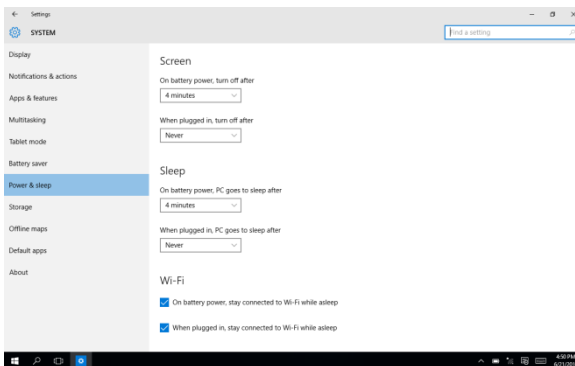 Settings
SYSTEM
Find a setting
Display
Notifications & actions
Apps & features
Multitasking
Tablet mode
Battery saver
Power & sleep
Storage
Offline maps
Default apps
About
Screen
On battery power, turn off after
4 minutes
When plugged in, turn off after
Never
Sleep
On battery power, PC goes to sleep after
4 minutes
When plugged in, PC goes to sleep after
Never
Wi-Fi
On battery power, stay connected to Wi-Fi while asleep
When plugged in, stay connected to Wi-Fi while asleep
4:50 PM